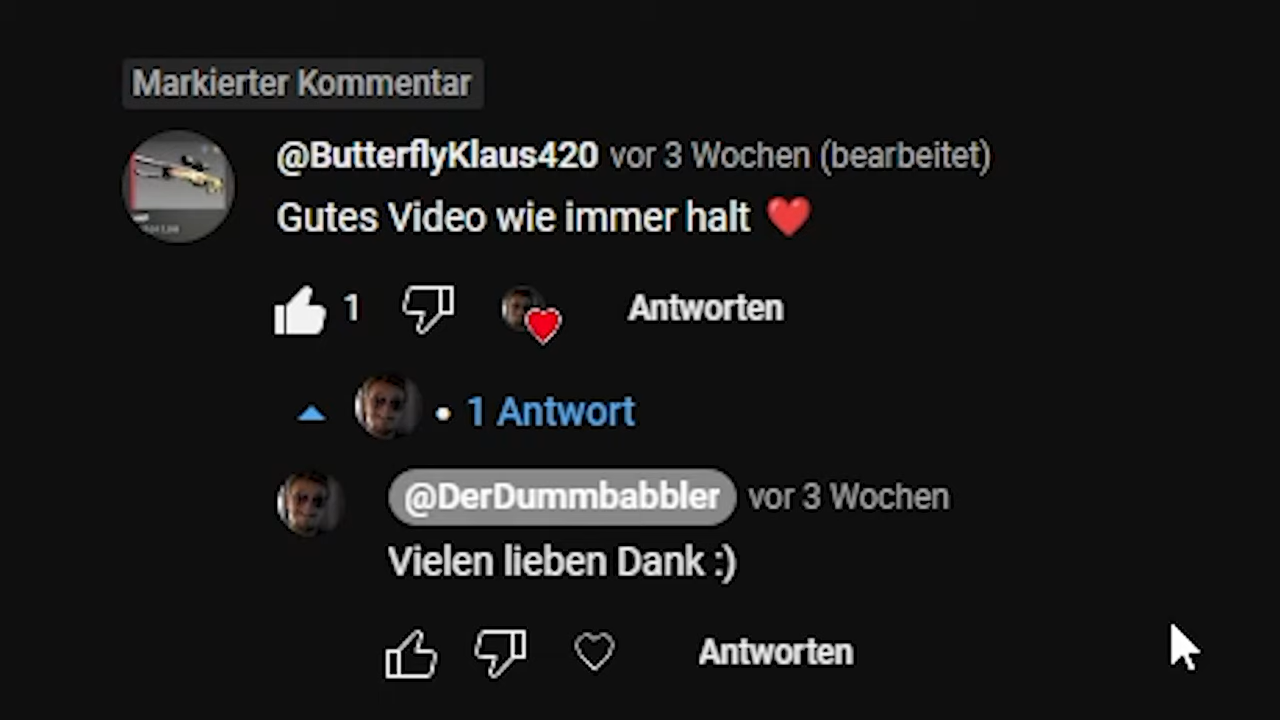 Markierter Kommentar
@ButterflyKlaus420 vor 3 Wochen (bearbeitet)
Gutes Video wie immer halt ❤️
1 Antworten
• 1 Antwort
@DerDummbabbler vor 3 Wochen
Vielen lieben Dank :)
Antworten